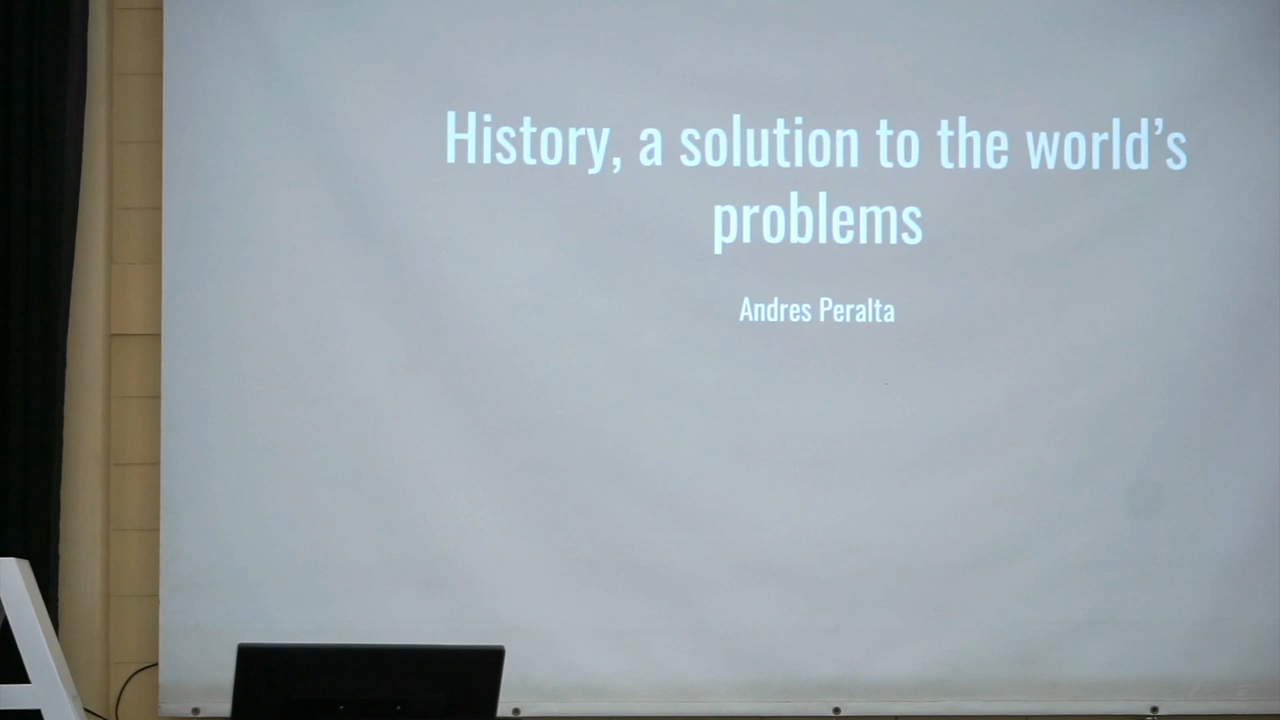 History, a solution to the world’s
problems
Andres Peralta
A